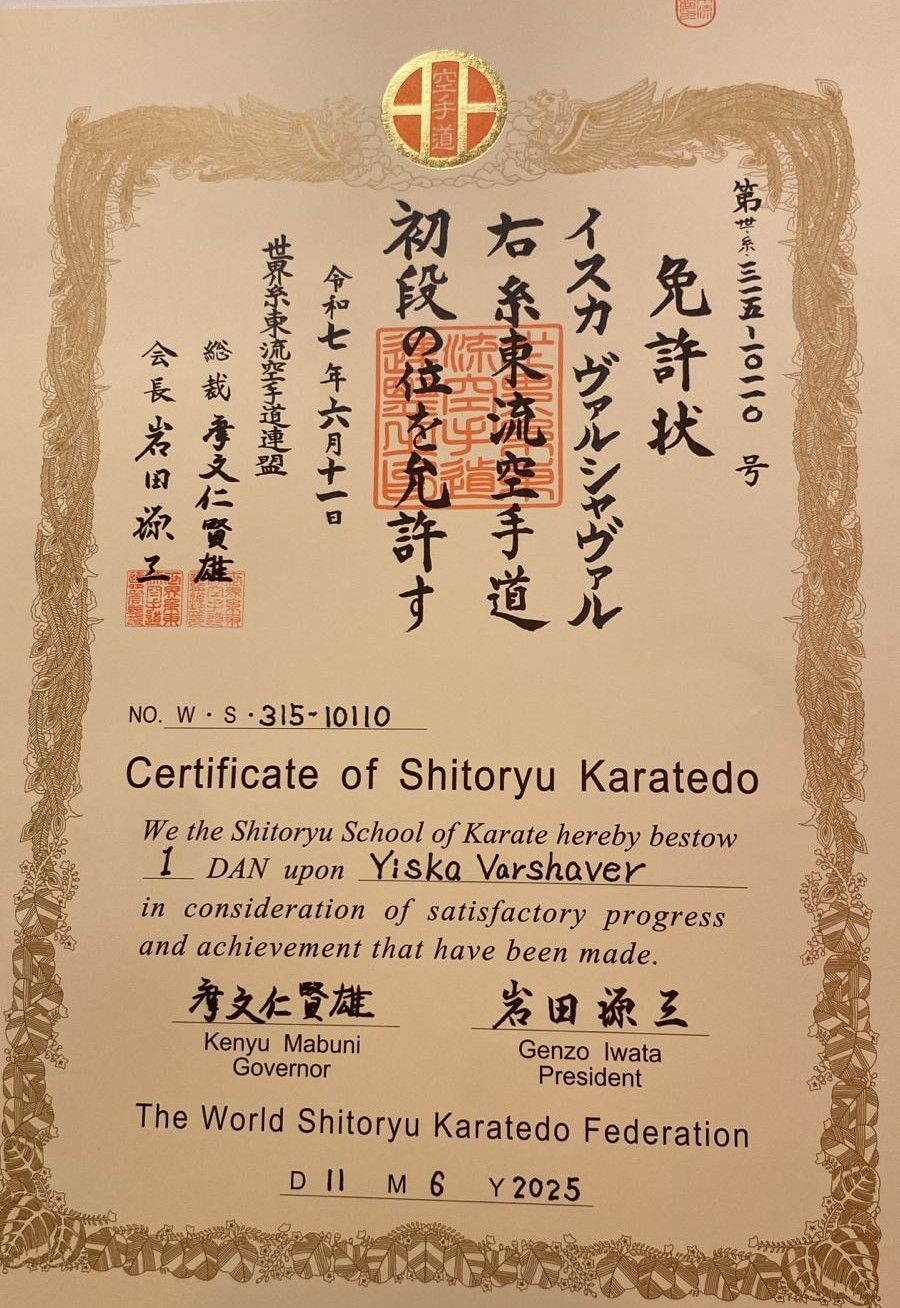 空手道
第世・糸・三一五-一〇一一〇号
免許状
イスカ ヴァルシャヴァル
右糸東流空手道
初段の位を允許す
令和七年六月十一日
世界糸東流空手道連盟
総裁 摩文仁賢雄
会長 岩田源三
NO. W・S・315-10110
Certificate of Shitoryu Karatedo
We the Shitoryu School of Karate hereby bestow
1 DAN upon Yiska Varshaver
in consideration of satisfactory progress
and achievement that have been made.
摩文仁賢雄 岩田源三
Kenyu Mabuni Genzo Iwata
Governor President
The World Shitoryu Karatedo Federation
D 11 M 6 Y 2025